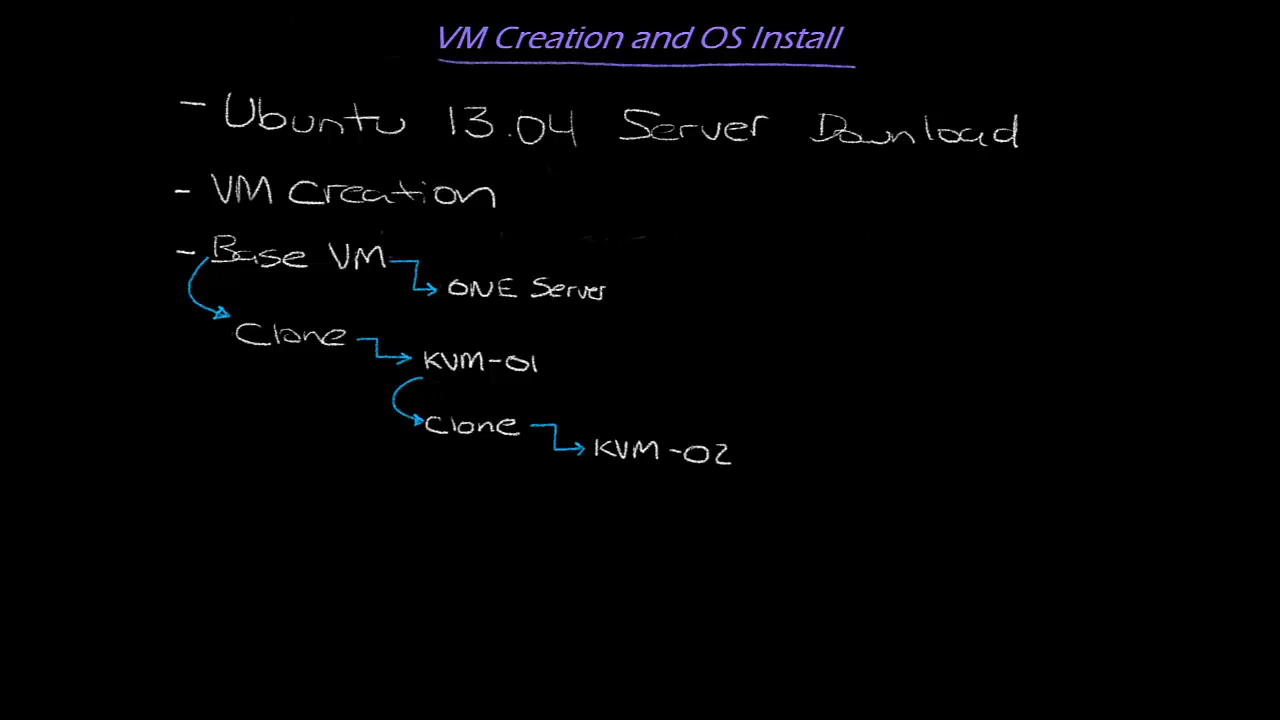 VM Creation and OS Install
- Ubuntu 13.04 Server Download
- VM Creation
- Base VM
ONE Server
Clone
KVM-01
Clone
KVM-02